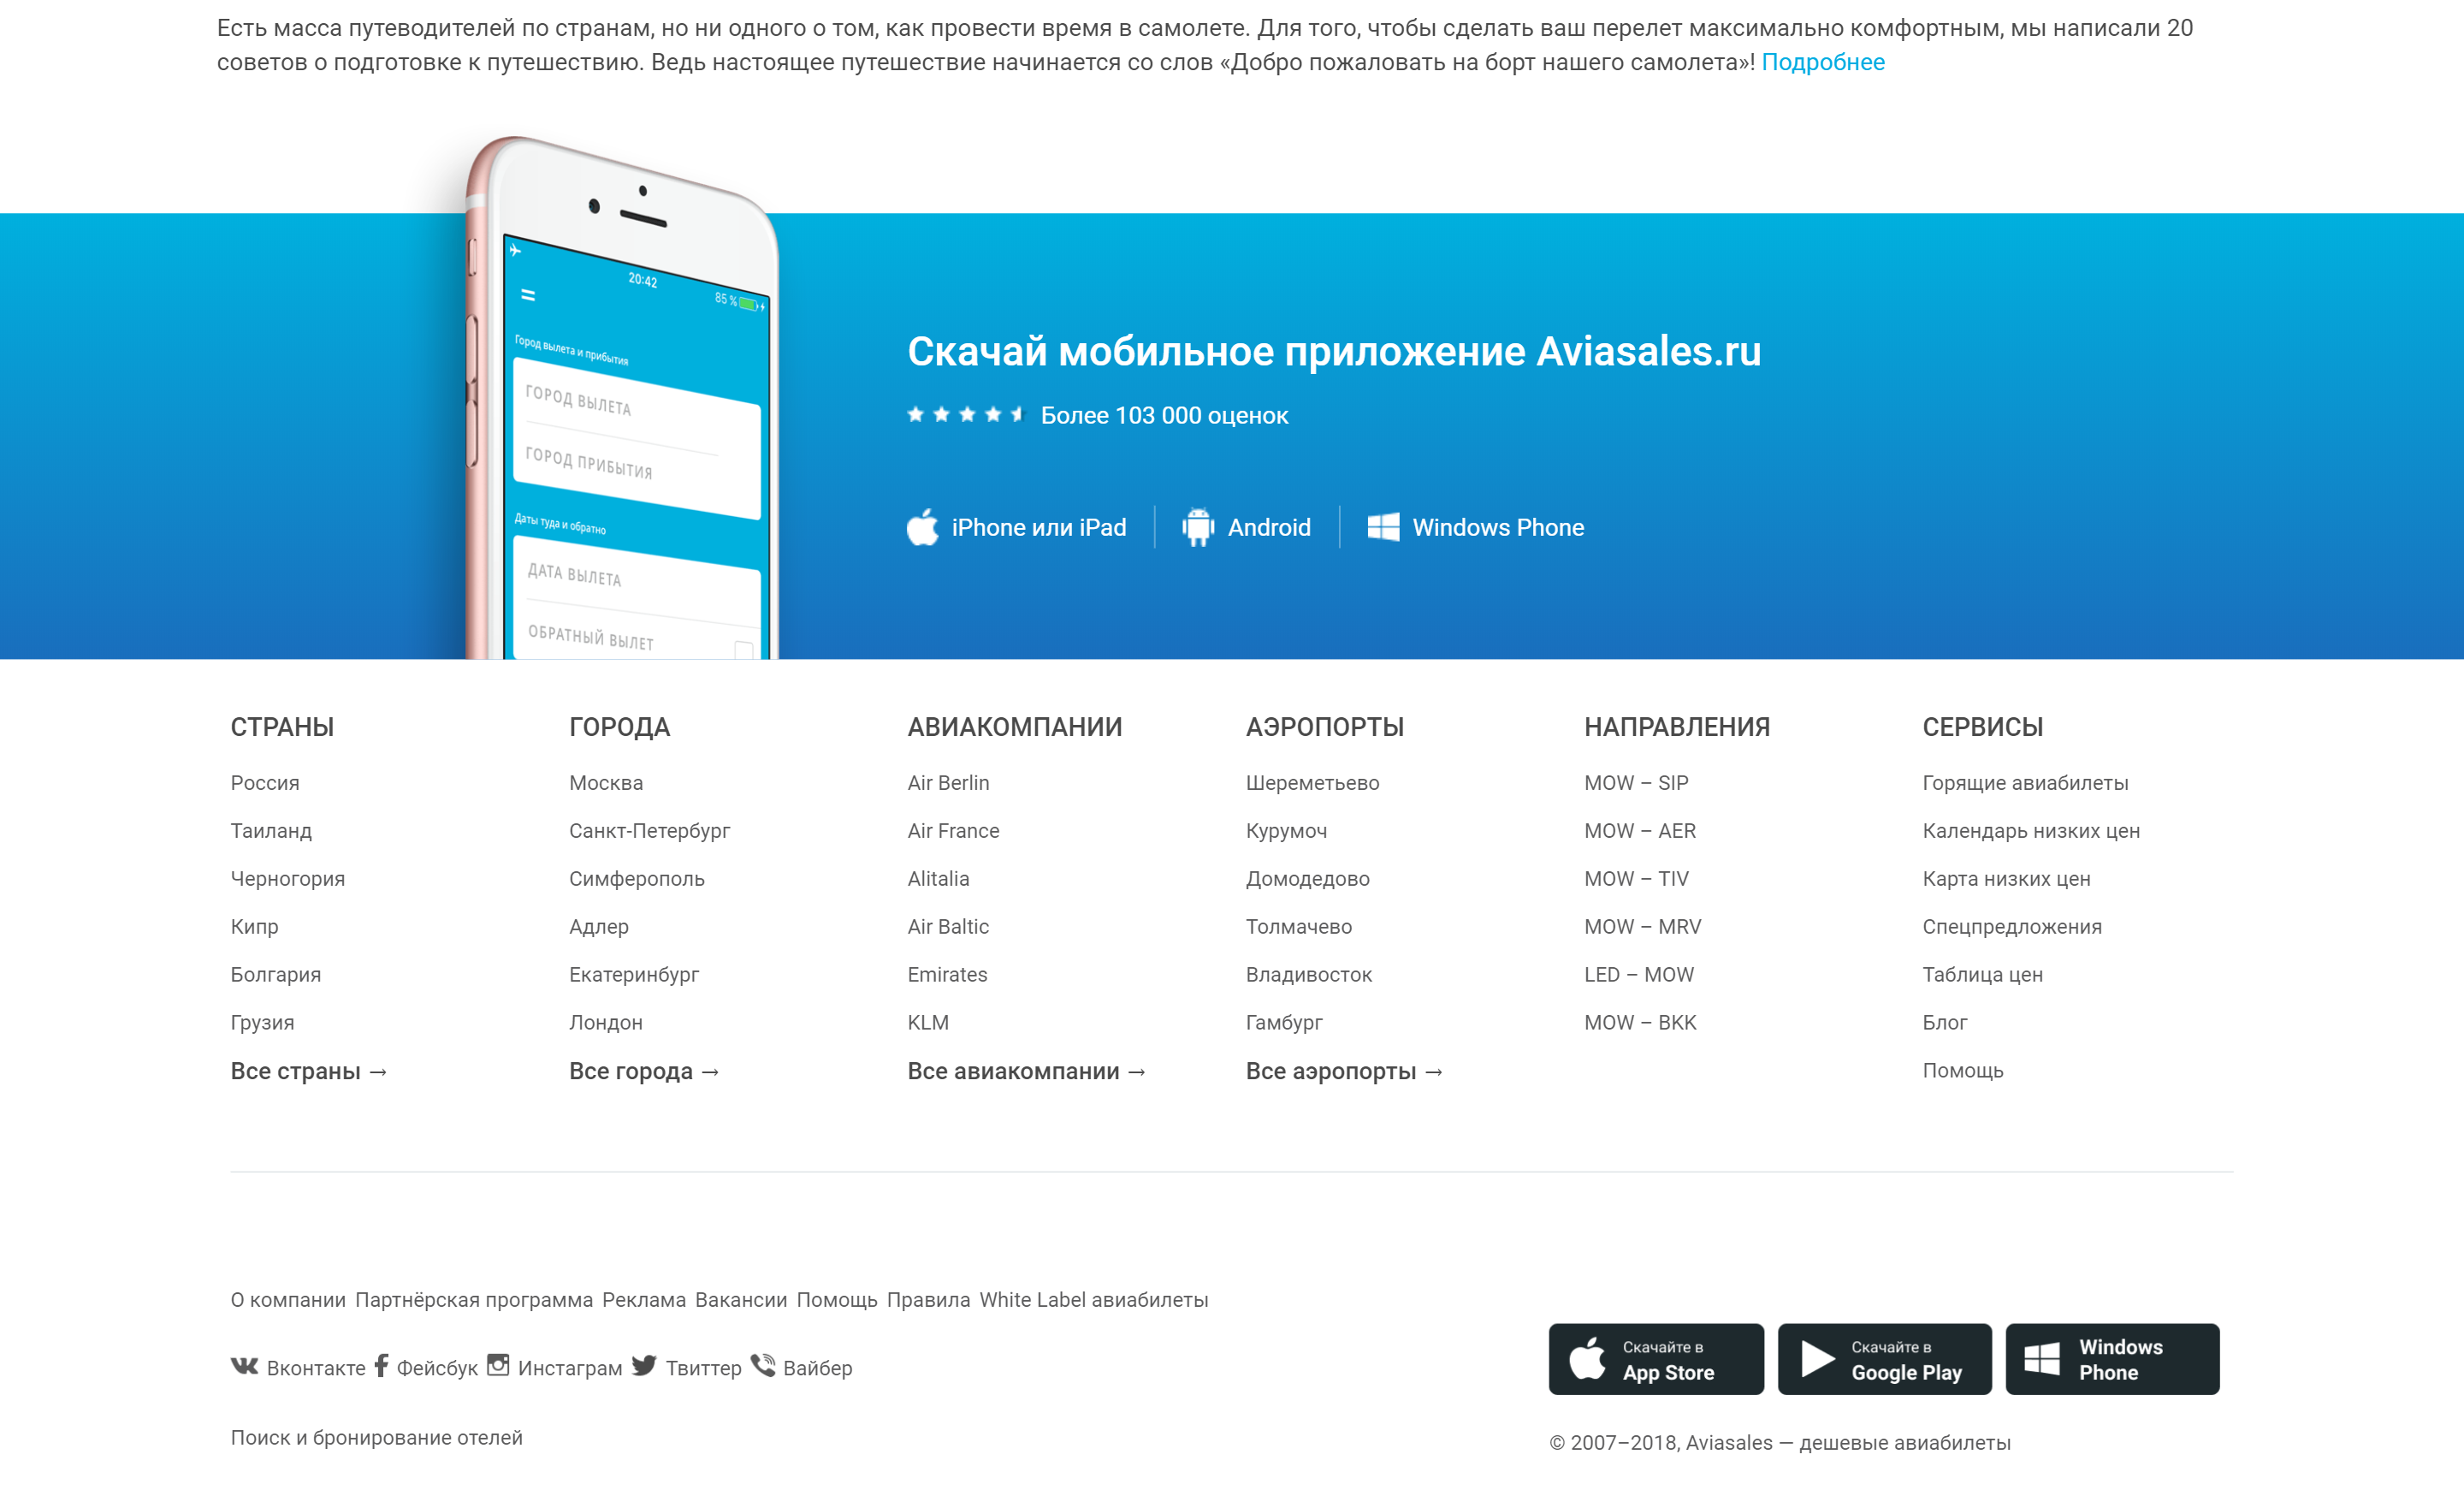 Есть масса путеводителей по странам, но ни одного о том, как провести время в самолете. Для того, чтобы сделать ваш перелет максимально комфортным, мы написали 20
советов о подготовке к путешествию. Ведь настоящее путешествие начинается со слов «Добро пожаловать на борт нашего самолета»! Подробнее
20:42
85 %
Город вылета и прибытия
ГОРОД ВЫЛЕТА
ГОРОД ПРИБЫТИЯ
Даты туда и обратно
ДАТА ВЫЛЕТА
ОБРАТНЫЙ ВЫЛЕТ
Скачай мобильное приложение Aviasales.ru
Более 103 000 оценок
iPhone или iPad
Android
Windows Phone
СТРАНЫ
Россия
Таиланд
Черногория
Кипр
Болгария
Грузия
Все страны →
ГОРОДА
Москва
Санкт-Петербург
Симферополь
Адлер
Екатеринбург
Лондон
Все города →
АВИАКОМПАНИИ
Air Berlin
Air France
Alitalia
Air Baltic
Emirates
KLM
Все авиакомпании →
АЭРОПОРТЫ
Шереметьево
Курумоч
Домодедово
Толмачево
Владивосток
Гамбург
Все аэропорты →
НАПРАВЛЕНИЯ
MOW – SIP
MOW – AER
MOW – TIV
MOW – MRV
LED – MOW
MOW – BKK
СЕРВИСЫ
Горящие авиабилеты
Календарь низких цен
Карта низких цен
Спецпредложения
Таблица цен
Блог
Помощь
О компании Партнёрская программа Реклама Вакансии Помощь Правила White Label авиабилеты
Вконтакте Фейсбук Инстаграм Твиттер Вайбер
Поиск и бронирование отелей
Скачайте в
App Store
Скачайте в
Google Play
Windows
Phone
© 2007–2018, Aviasales — дешевые авиабилеты